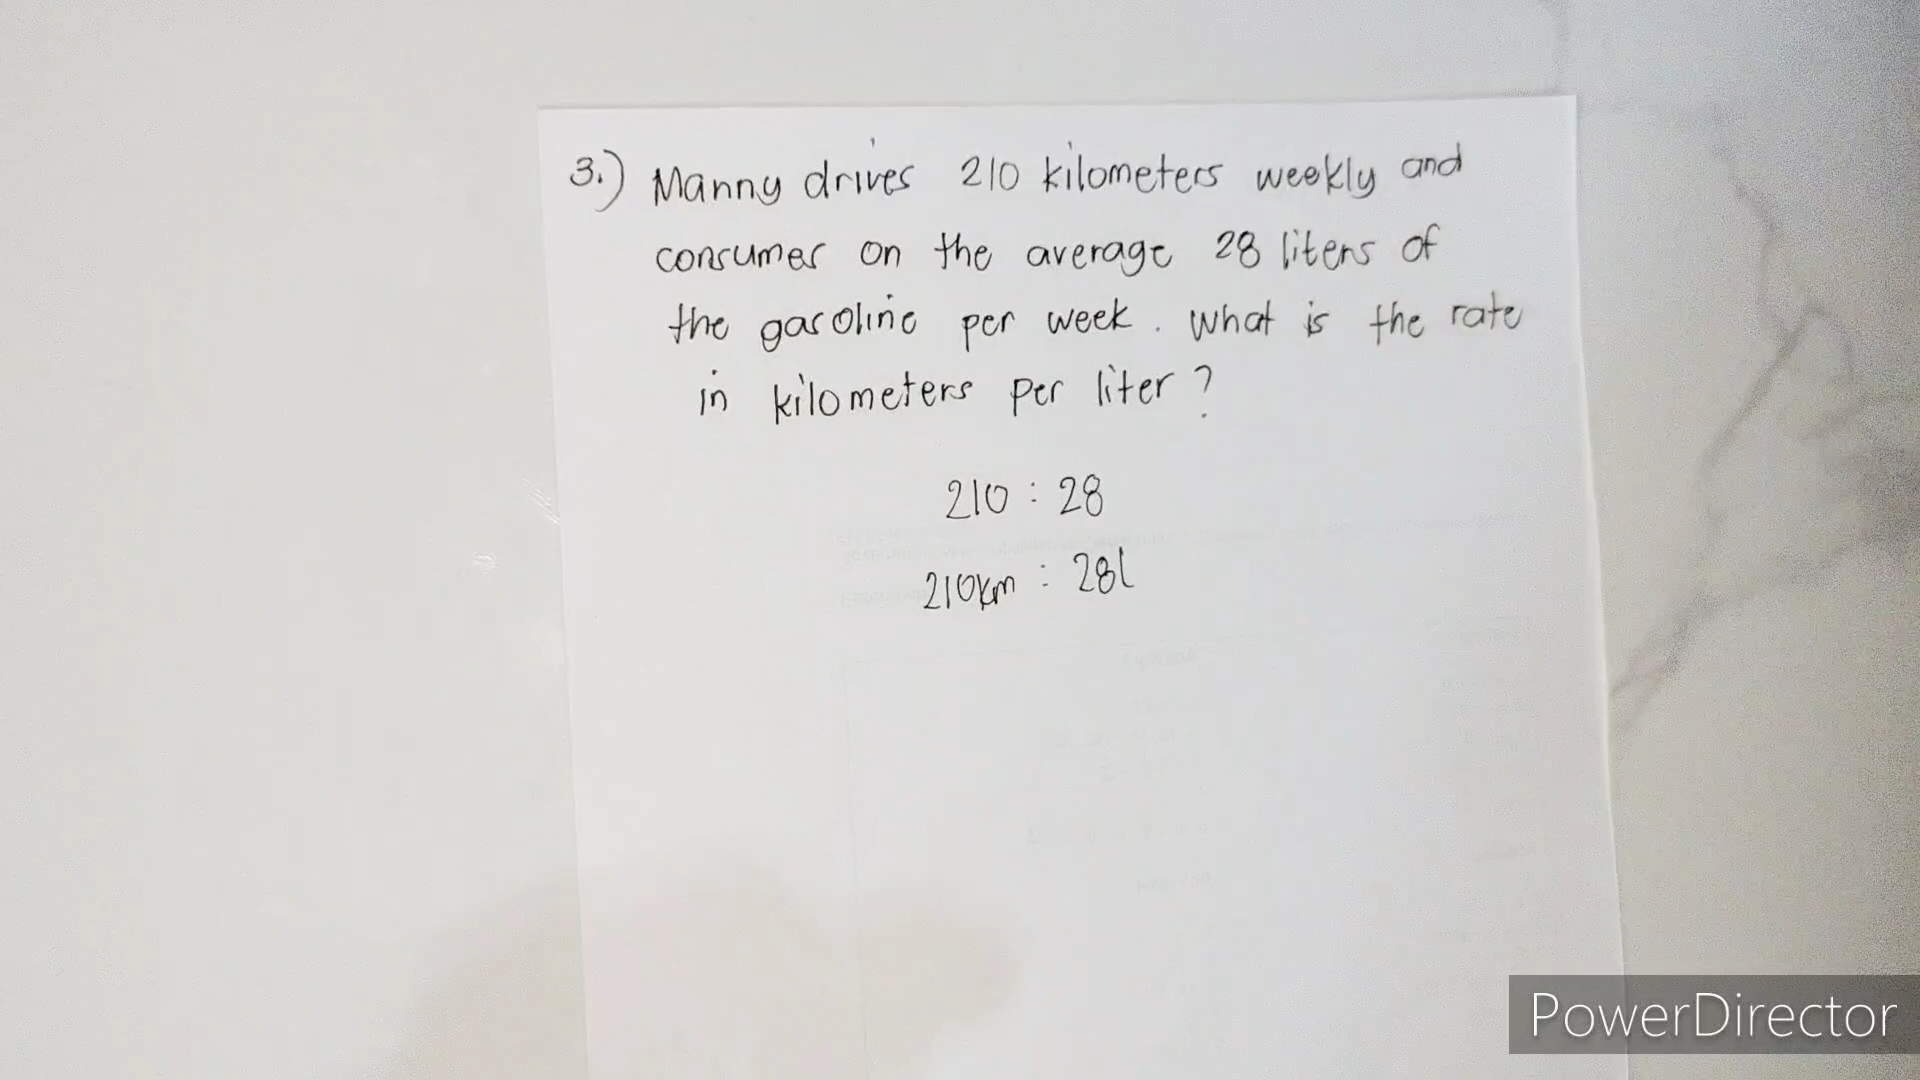 3.) Manny drives 210 kilometers weekly and
consumes on the average 28 liters of
the gasoline per week. What is the rate
in kilometers per liter?
210 : 28
210km : 28l
PowerDirector